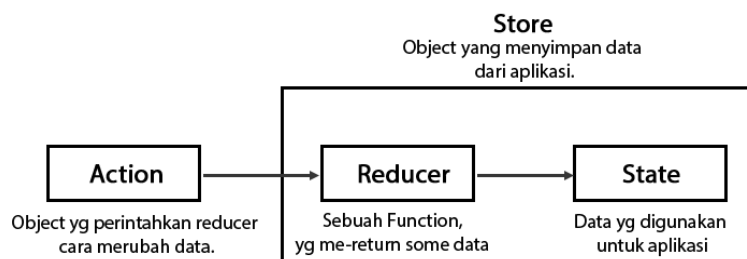 Store
Object yang menyimpan data
dari aplikasi.
Action
Reducer
State
Object yg perintahkan reducer
cara merubah data.
Sebuah Function,
yg me-return some data
Data yg digunakan
untuk aplikasi